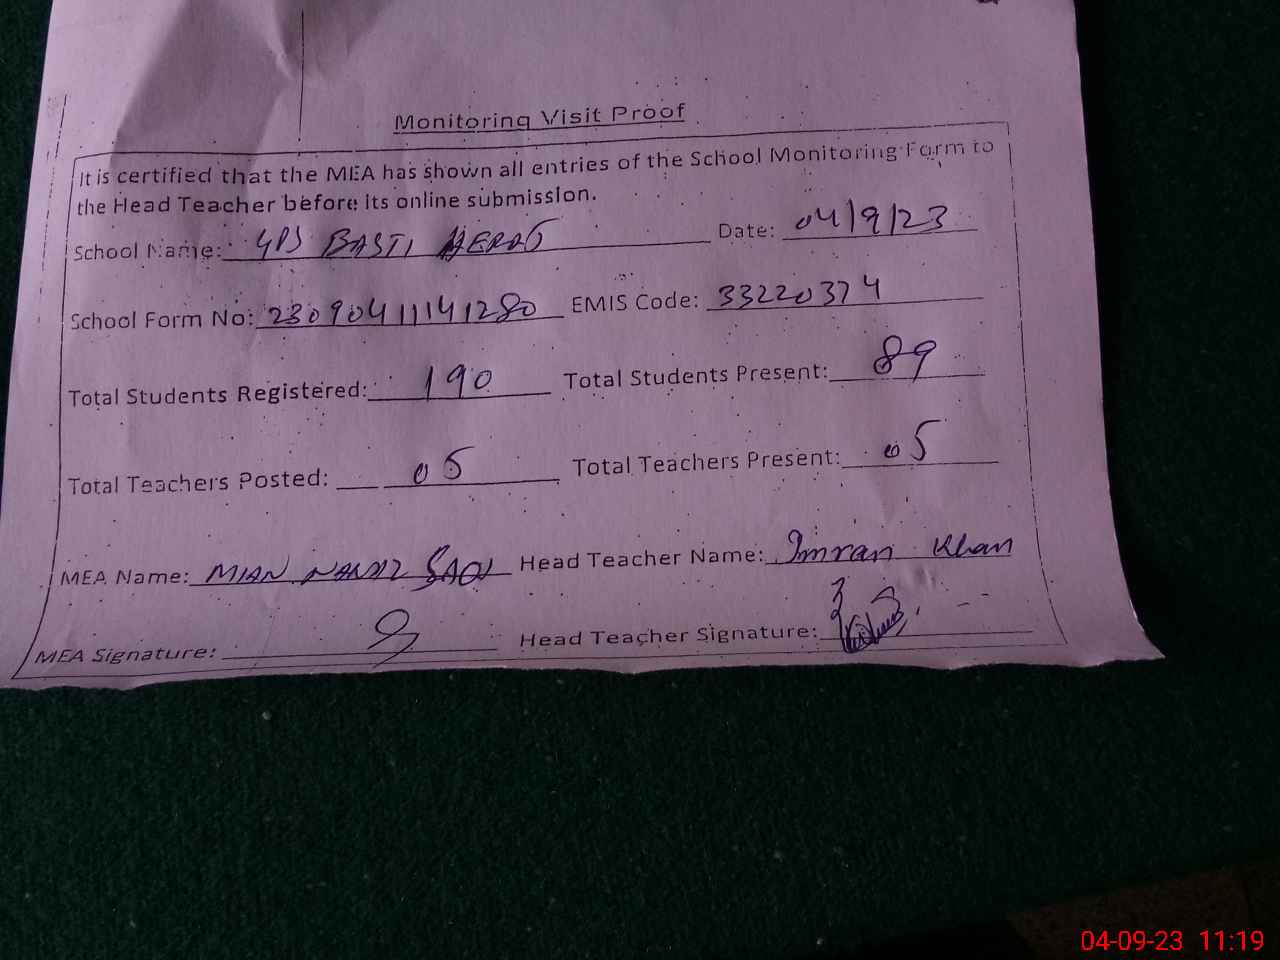 Monitoring Visit Proof
It is certified that the MEA has shown all entries of the School Monitoring Form to
the Head Teacher before its online submission.
School Name: GPS BASTI Date: 04/9/23
School Form No: 23090411141280 EMIS Code: 33220374
Total Students Registered: 190 Total Students Present: 89
Total Teachers Posted: 05 Total Teachers Present: 05
MEA Name: MIAN Head Teacher Name: Imran Khan
MEA Signature: Head Teacher Signature:
04-09-23 11:19